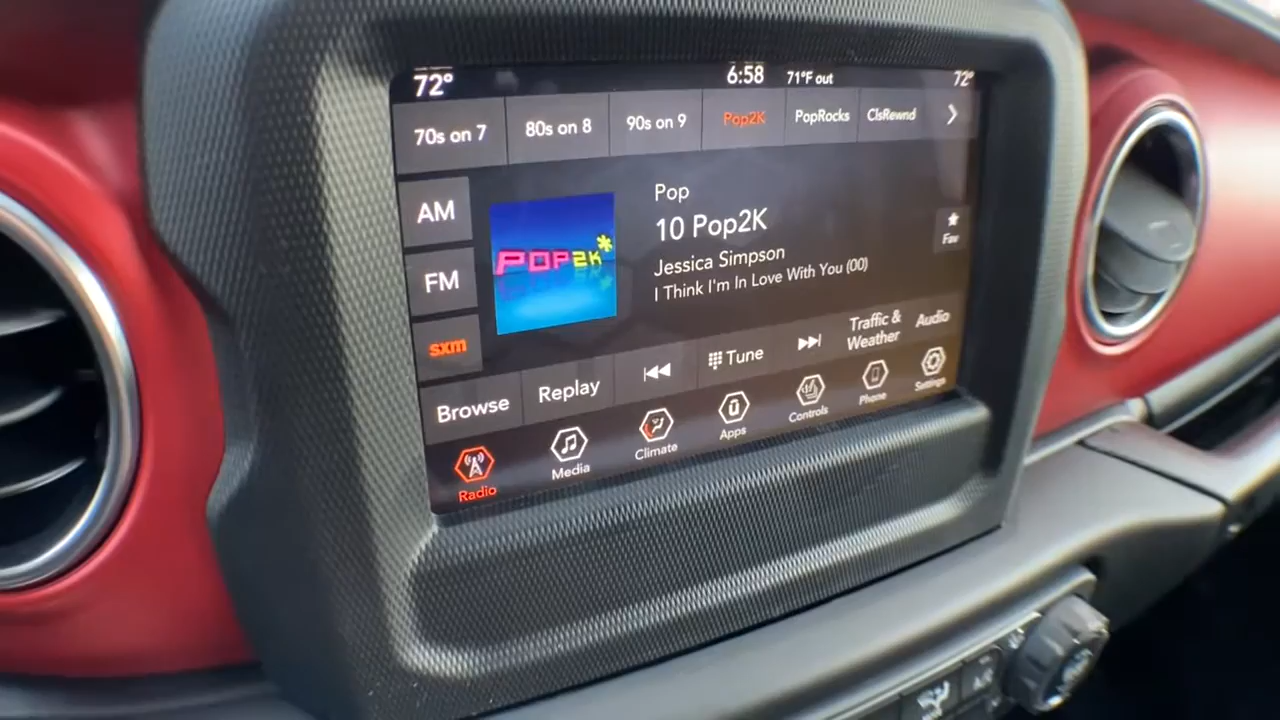 72° 6:58 71°F out 72°
70s on 7 80s on 8 90s on 9 Pop2K PopRocks ClsRewnd
AM
FM
sxm
POP2K*
Pop
10 Pop2K
Jessica Simpson
I Think I'm In Love With You (00)
Fav
Browse Replay Tune Traffic & Weather Audio
Radio Media Climate Apps Controls Phone Settings